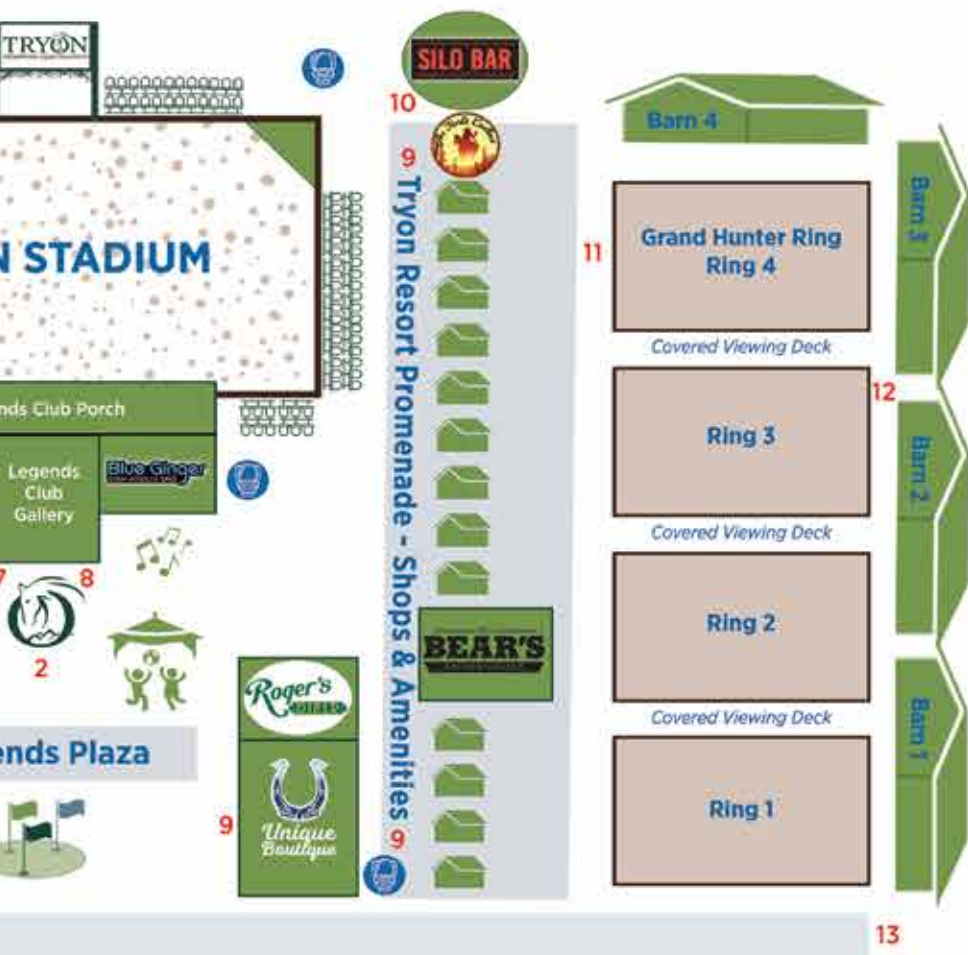 TRYON
SILO BAR
10
9
Barn 4
Barn 3
N STADIUM
Tryon Resort Promenade - Shops & Amenities
11
Grand Hunter Ring
Ring 4
Covered Viewing Deck
12
nds Club Porch
Ring 3
Barn 2
Legends
Club
Gallery
Blue Ginger
Covered Viewing Deck
7
8
2
Ring 2
BEAR'S
Roger's
Covered Viewing Deck
Barn 1
ends Plaza
Ring 1
9
Unique
Boutique
9
13